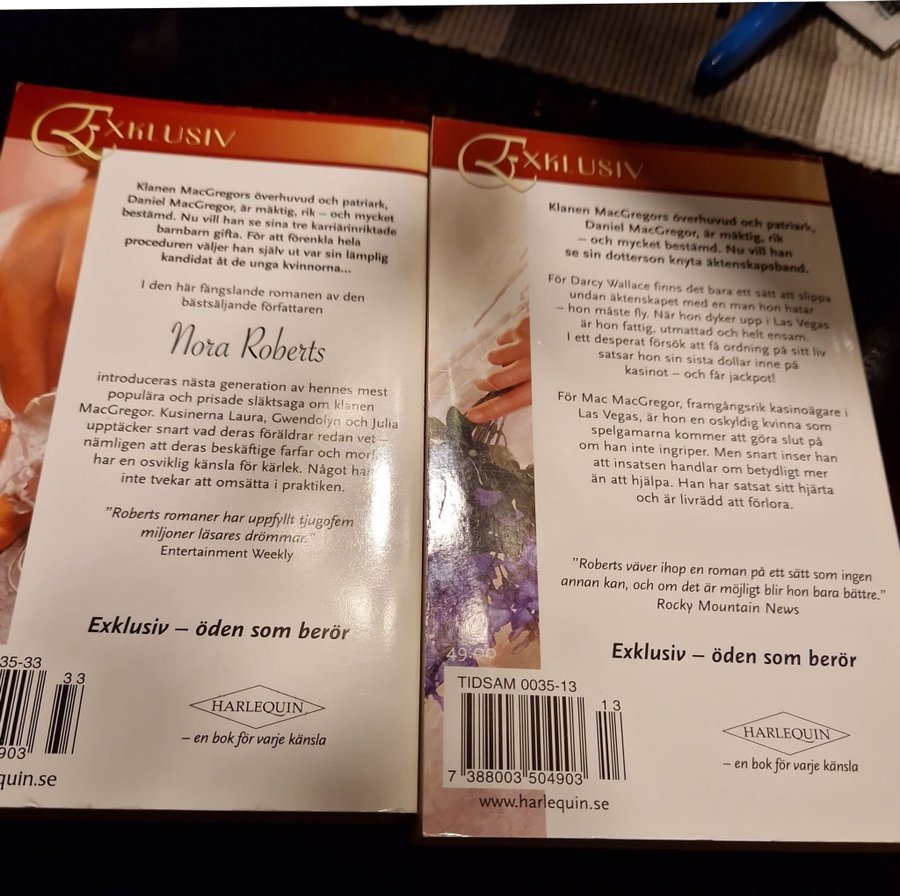 EXKLUSIV
Klanen MacGregors överhuvud och patriark,
Daniel MacGregor, är mäktig, rik – och mycket
bestämd. Nu vill han se sina tre karriärinriktade
barnbarn gifta. För att förenkla hela
proceduren väljer han själv ut var sin lämplig
kandidat åt de unga kvinnorna...
I den här fängslande romanen av den
bästsäljande författaren
Nora Roberts
introduceras nästa generation av hennes mest
populära och prisade släktsaga om klanen
MacGregor. Kusinerna Laura, Gwendolyn och Julia
upptäcker snart vad deras föräldrar redan vet –
nämligen att deras beskäftige farfar och
har en osviklig känsla för kärlek. Något
inte tvekar att omsätta i praktiken.
"Roberts romaner har uppfyllt tjugofem
miljoner läsares drömmar."
Entertainment Weekly
Exklusiv – öden som berör
35-33
33
903
HARLEQUIN
– en bok för varje känsla
quin.se
EXKLUSIV
Klanen MacGregors överhuvud och patriark,
Daniel MacGregor, är mäktig, rik
– och mycket bestämd. Nu vill han
se sin dotterson knyta äktenskapsband.
För Darcy Wallace finns det bara ett sätt att slippa
undan äktenskapet med en man hon hatar
– hon måste fly. När hon dyker upp i Las Vegas
är hon fattig, utmattad och helt ensam.
I ett desperat försök att få ordning på sitt liv
satsar hon sin sista dollar inne på
kasinot – och får jackpot!
För Mac MacGregor, framgångsrik kasinoägare i
Las Vegas, är hon en oskyldig kvinna som
spelgamarna kommer att göra slut på
om han inte ingriper. Men snart inser han
att insatsen handlar om betydligt mer
än att hjälpa. Han har satsat sitt hjärta
och är livrädd att förlora.
"Roberts väver ihop en roman på ett sätt som ingen
annan kan, och om det är möjligt blir hon bara bättre."
Rocky Mountain News
Exklusiv – öden som berör
49:00
TIDSAM 0035-13
13
7 388003 504903
HARLEQUIN
– en bok för varje känsla
www.harlequin.se